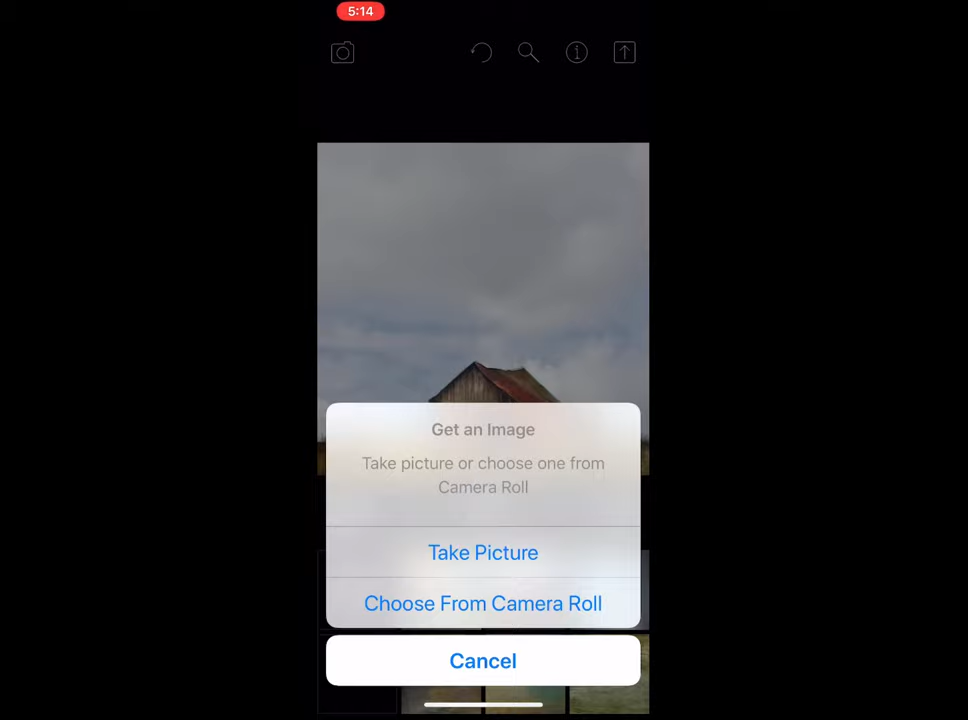 5:14
Get an Image
Take picture or choose one from
Camera Roll
Take Picture
Choose From Camera Roll
Cancel